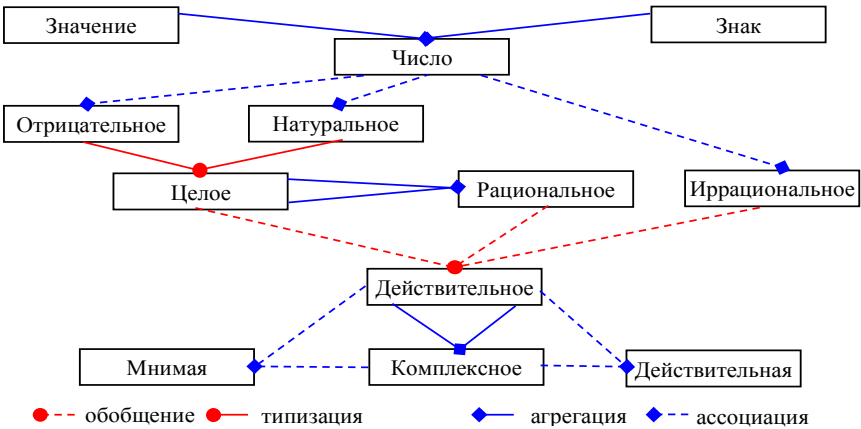 Значение
Знак
Число
Отрицательное
Натуральное
Целое
Рациональное
Иррациональное
Действительное
Мнимая
Комплексное
Действительная
обобщение
типизация
агрегация
ассоциация